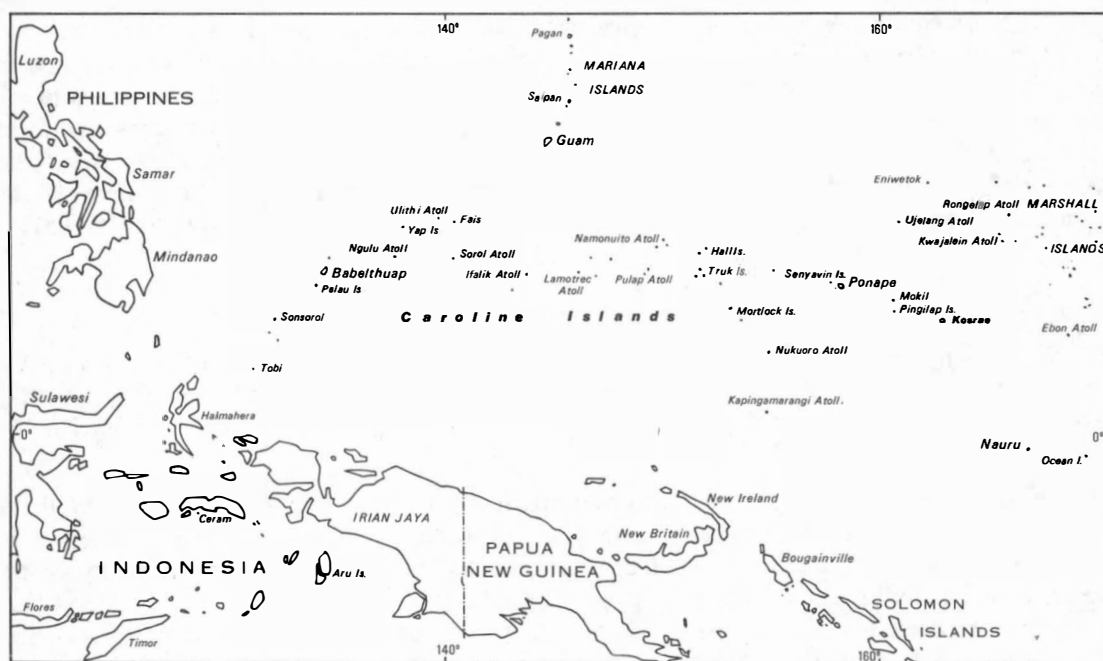 140°
160°
Pagan
Luzon
MARIANA
ISLANDS
PHILIPPINES
Saipan
Guam
Samar
Eniwetok
Rongelap Atoll
MARSHALL
Ulithi Atoll
Fais
Ujelang Atoll
Yap Is
Namonuito Atoll
Kwajalein Atoll
ISLANDS
Ngulu Atoll
Sorol Atoll
Hall Is.
Mindanao
Babelthuap
Ifalik Atoll
Lamotrec
Atoll
Pulap Atoll
Truk Is.
Senyavin Is.
Ponape
Palau Is
Mokil
Pingilap Is.
Mortlock Is.
Kosrae
Sonsorol
Caroline Islands
Ebon Atoll
Nukuoro Atoll
Tobi
Sulawesi
Kapingamarangi Atoll
Halmahera
0°
0°
Nauru
Ocean I.
New Ireland
Ceram
IRIAN JAYA
New Britain
PAPUA
NEW GUINEA
Bougainville
INDONESIA
Aru Is.
Flores
SOLOMON
ISLANDS
Timor
140°
160°